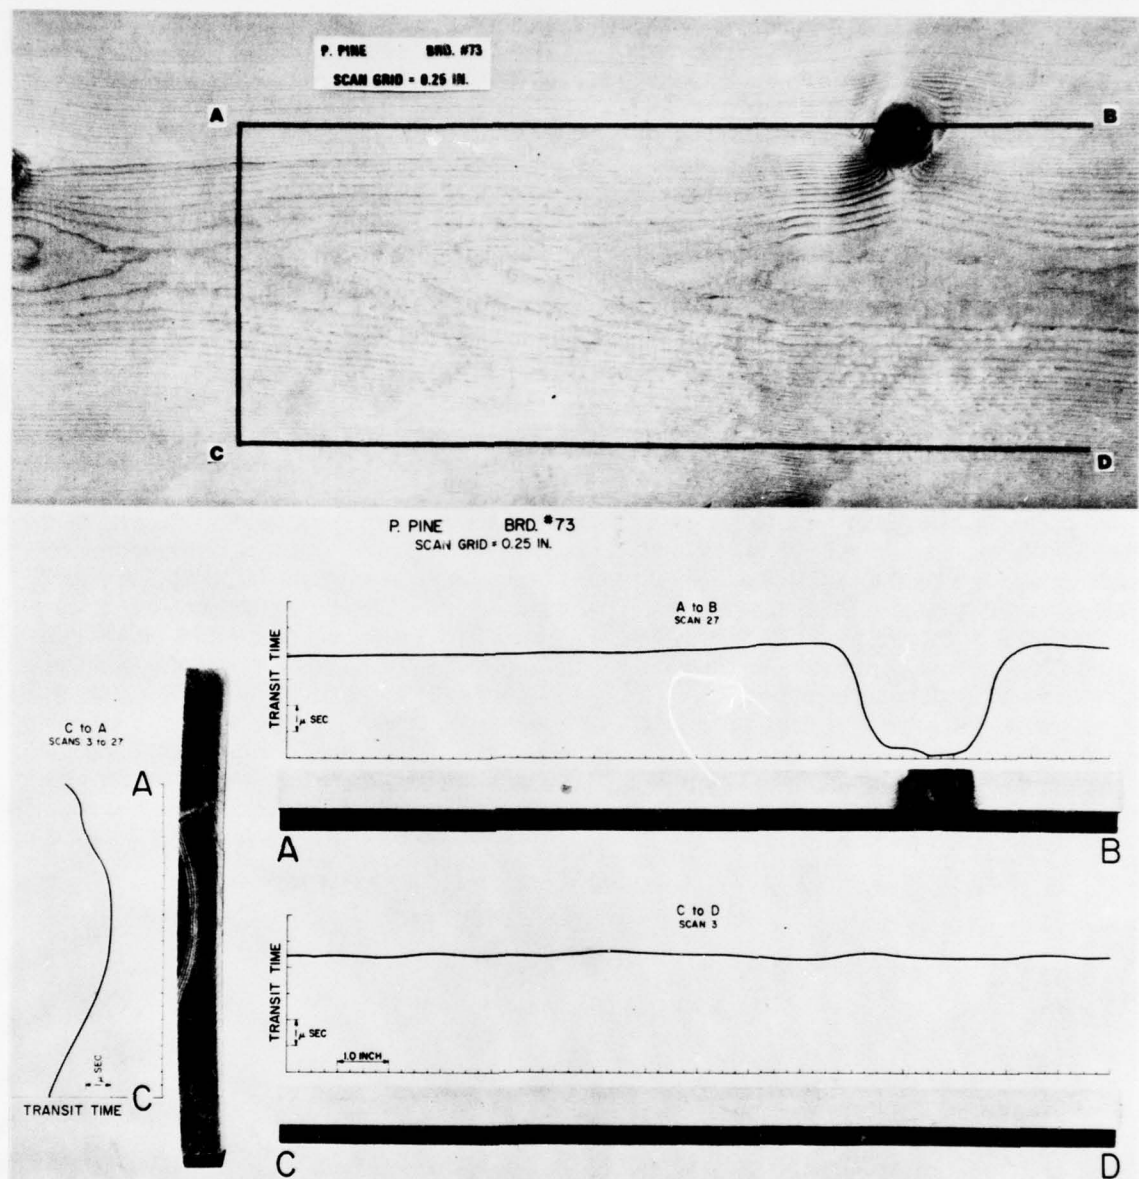 P. PINE BRD. #73
SCAN GRID = 0.25 IN.
A
B
C
D
P. PINE BRD. #73
SCAN GRID = 0.25 IN.
A to B
SCAN 27
TRANSIT TIME
μ SEC
A
B
C to A
SCANS 3 to 27
A
μ SEC
C
TRANSIT TIME
C to D
SCAN 3
TRANSIT TIME
μ SEC
1.0 INCH
C
D